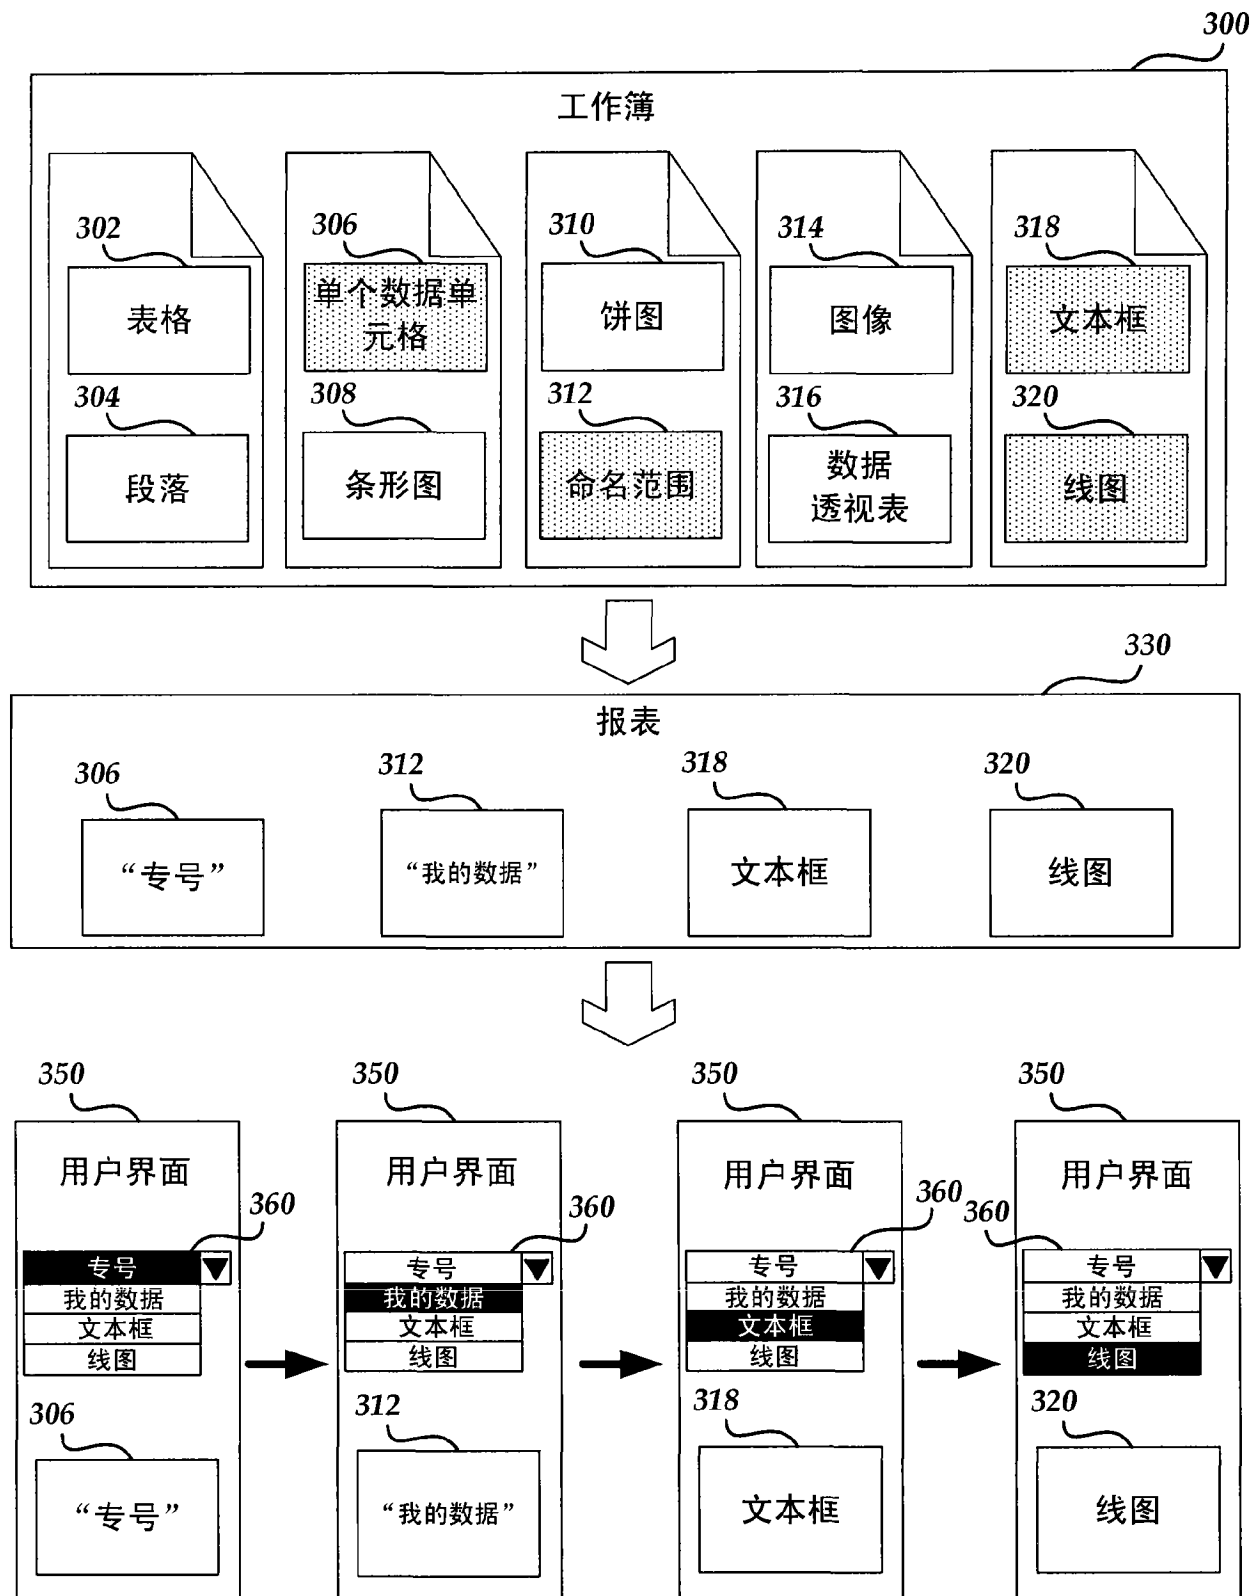 300
工作簿
302
306
310
314
318
表格
单个数据单
元格
饼图
图像
文本框
304
308
312
316
320
段落
条形图
命名范围
数据
透视表
线图
330
报表
306
312
318
320
“专号”
“我的数据”
文本框
线图
350
350
350
350
用户界面
用户界面
用户界面
用户界面
360
360
360
360
专号
我的数据
文本框
线图
专号
我的数据
文本框
线图
专号
我的数据
文本框
线图
专号
我的数据
文本框
线图
306
312
318
320
“专号”
“我的数据”
文本框
线图